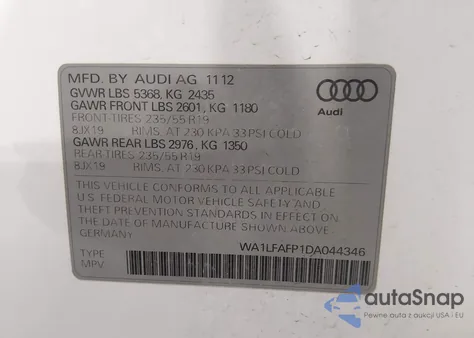 MFD. BY AUDI AG 11 12
GVWR LBS 5368, KG 2435
GAWR FRONT LBS 2601, KG 1180
FRONT-TIRES 235/55 R19
8JX19 RIMS, AT 230 KPA 33 PSI COLD
GAWR REAR LBS 2976, KG 1350
REAR-TIRES 235/55 R19
8JX19 RIMS, AT 230 KPA 33 PSI COLD
THIS VEHICLE CONFORMS TO ALL APPLICABLE
U.S. FEDERAL MOTOR VEHICLE SAFETY AND
THEFT PREVENTION STANDARDS IN EFFECT ON
THE DATE OF MANUFACTURE SHOWN ABOVE
GERMANY
WA1LFAFP1DA044346
TYPE
MPV
Audi
autoSnap
Pewne auta z aukcji USA i EU